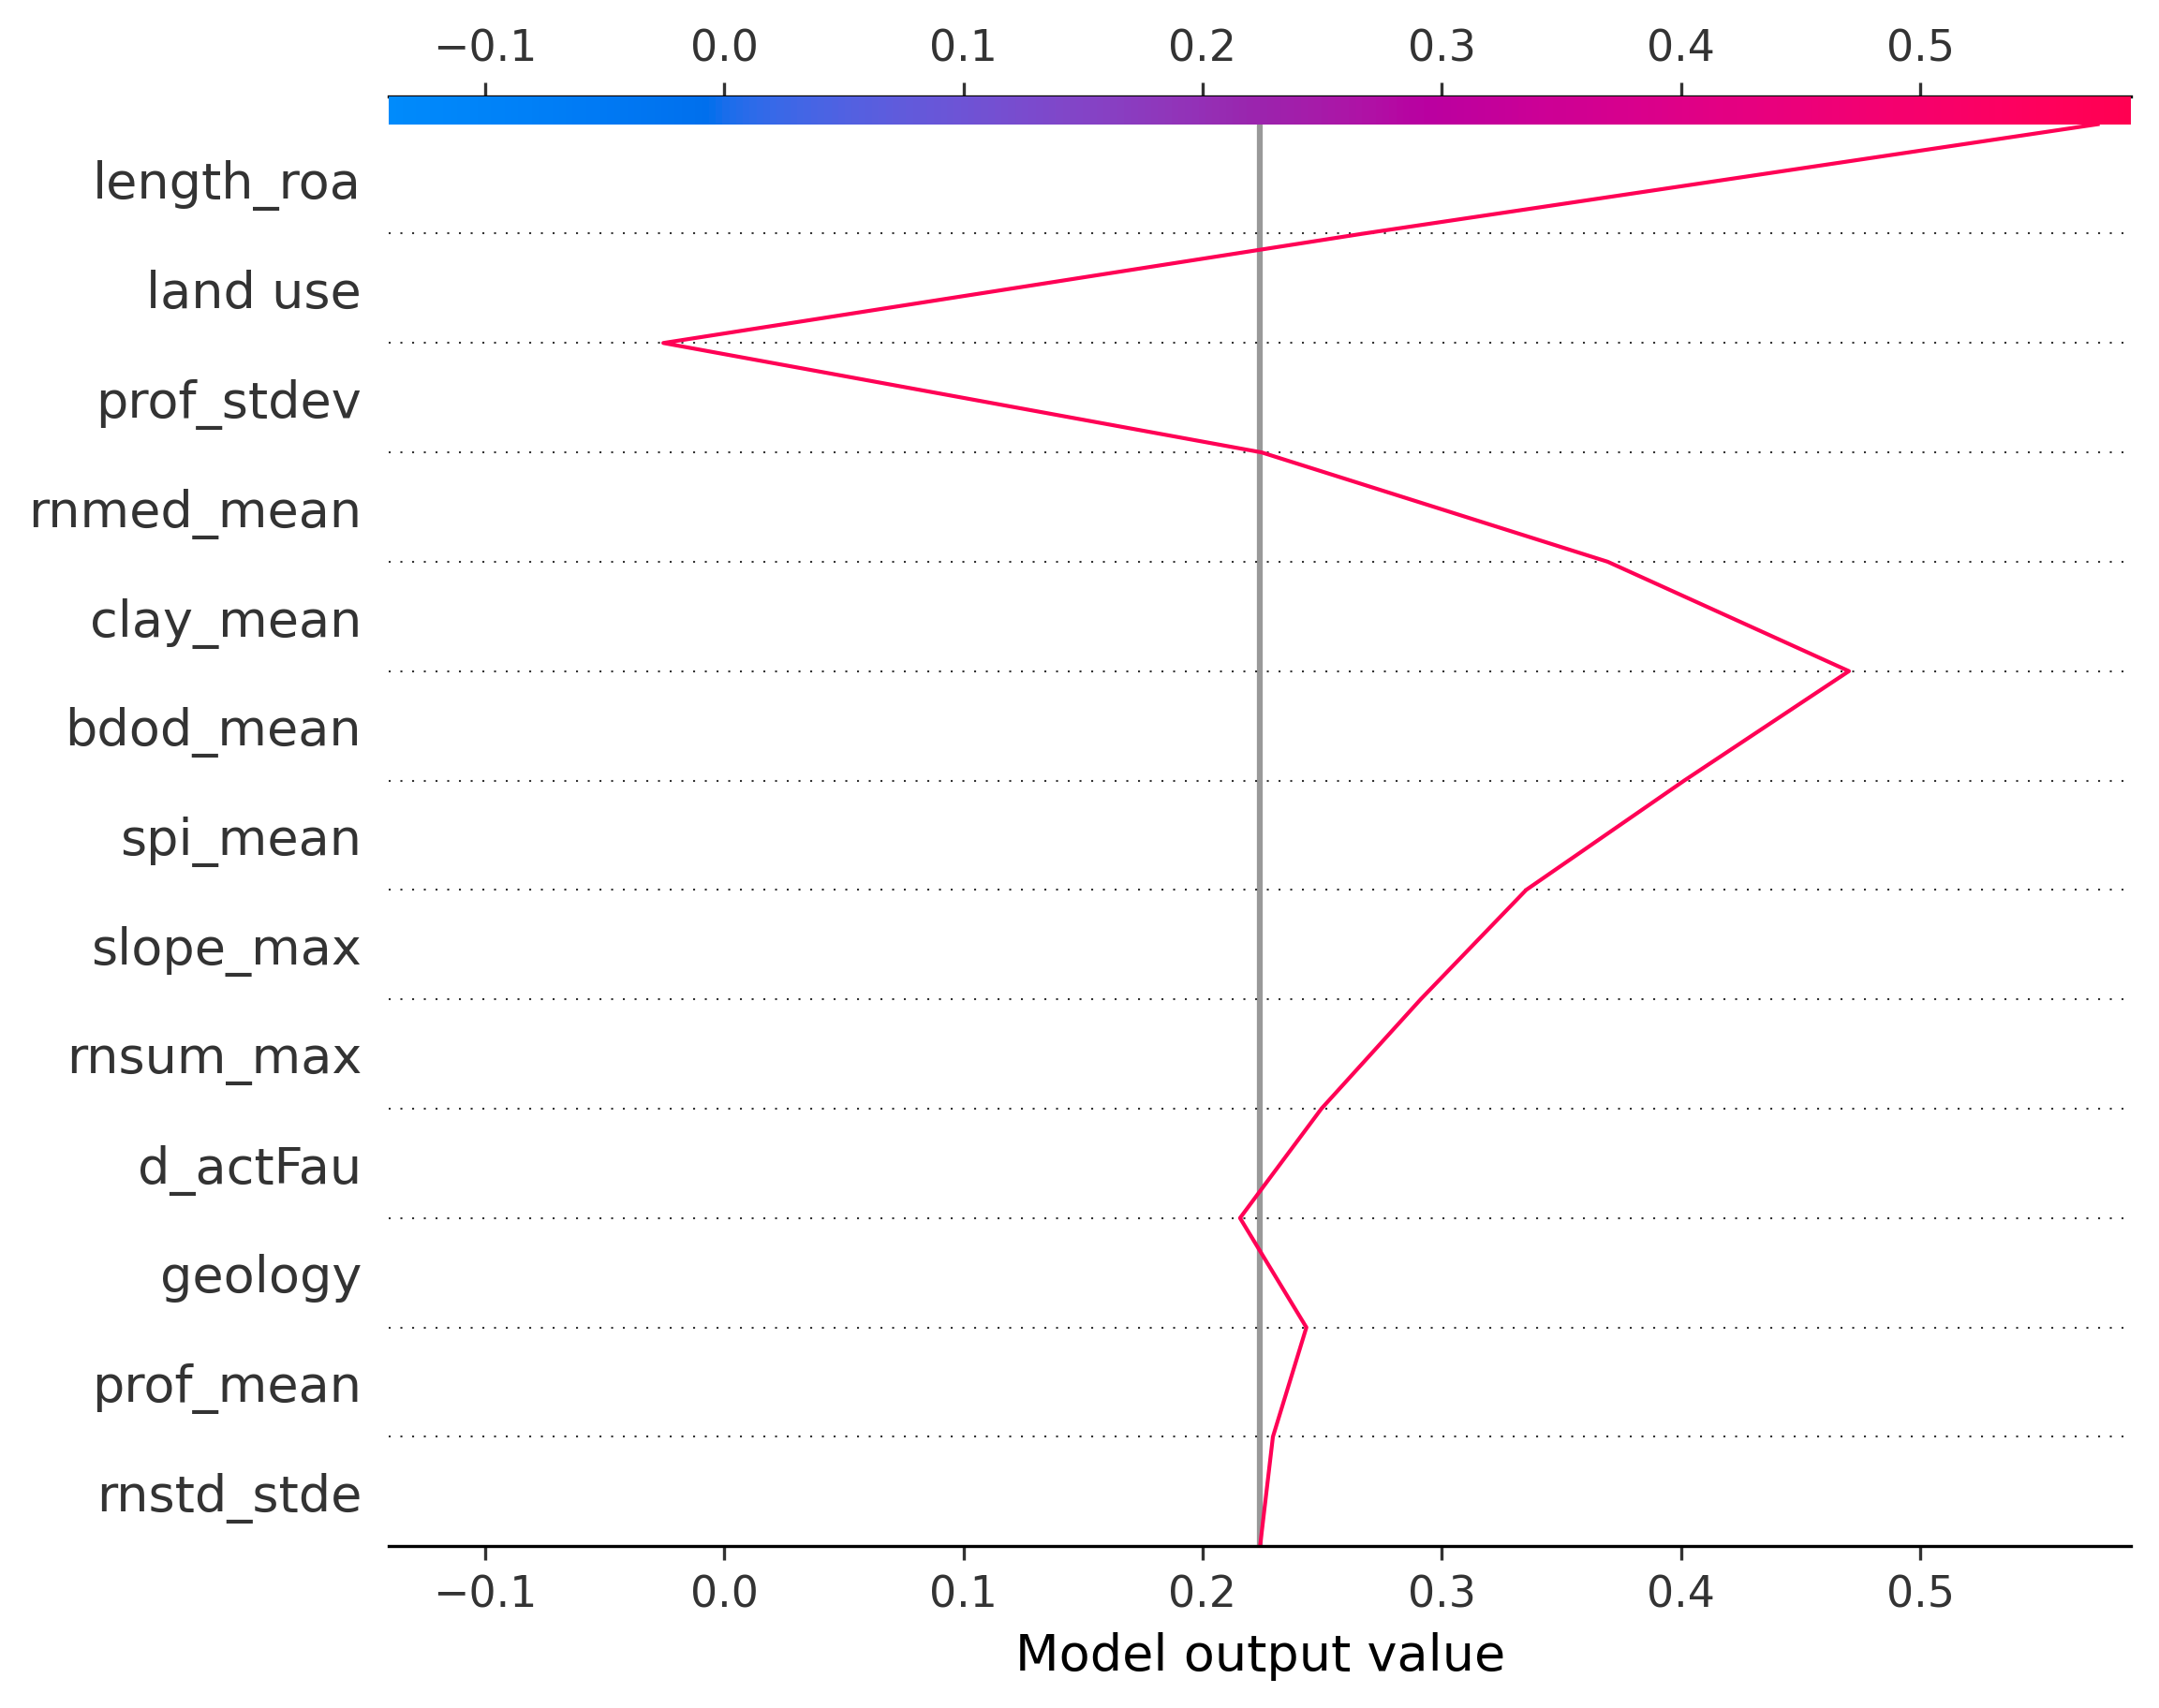 −0.1 0.0 0.1 0.2 0.3 0.4 0.5
length_roa
land use
prof_stdev
rnmed_mean
clay_mean
bdod_mean
spi_mean
slope_max
rnsum_max
d_actFau
geology
prof_mean
rnstd_stde
−0.1 0.0 0.1 0.2 0.3 0.4 0.5
Model output value